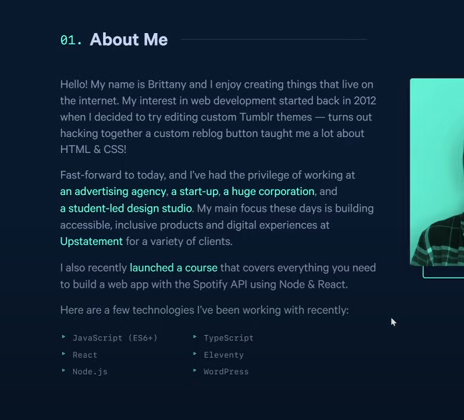 01. About Me
Hello! My name is Brittany and I enjoy creating things that live on
the internet. My interest in web development started back in 2012
when I decided to try editing custom Tumblr themes — turns out
hacking together a custom reblog button taught me a lot about
HTML & CSS!
Fast-forward to today, and I've had the privilege of working at
an advertising agency, a start-up, a huge corporation, and
a student-led design studio. My main focus these days is building
accessible, inclusive products and digital experiences at
Upstatement for a variety of clients.
I also recently launched a course that covers everything you need
to build a web app with the Spotify API using Node & React.
Here are a few technologies I've been working with recently:
▸ JavaScript (ES6+) ▸ TypeScript
▸ React ▸ Eleventy
▸ Node.js ▸ WordPress